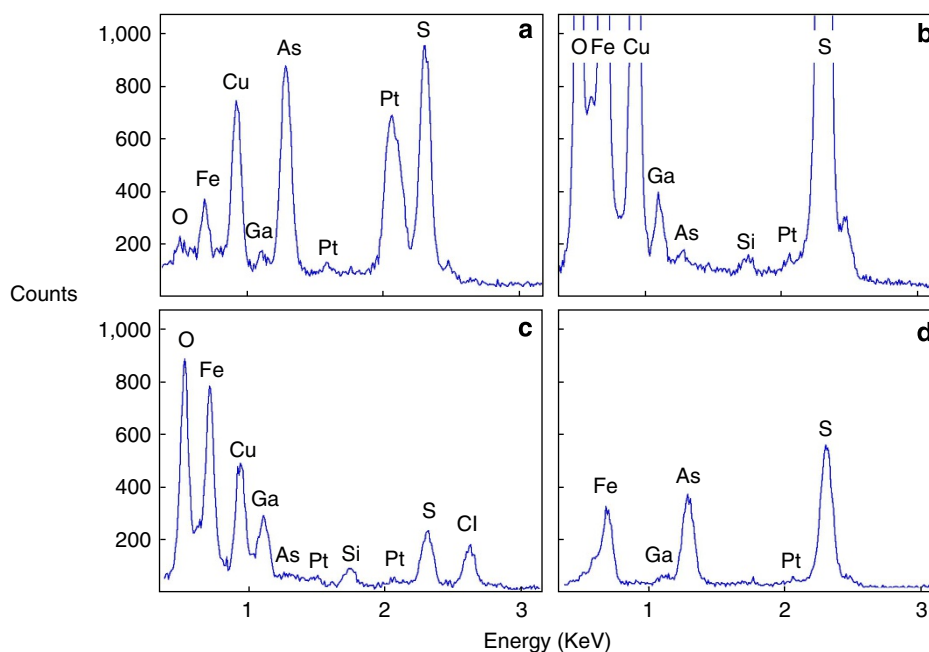 a
1,000
800
600
400
200
O
Fe
Cu
Ga
As
Pt
Pt
S
b
O Fe Cu
S
Ga
As
Si
Pt
Counts
c
1,000
800
600
400
200
O
Fe
Cu
Ga
As
Pt
Si
Pt
S
Cl
1
2
3
d
Fe
Ga
As
Pt
S
1
2
3
Energy (KeV)